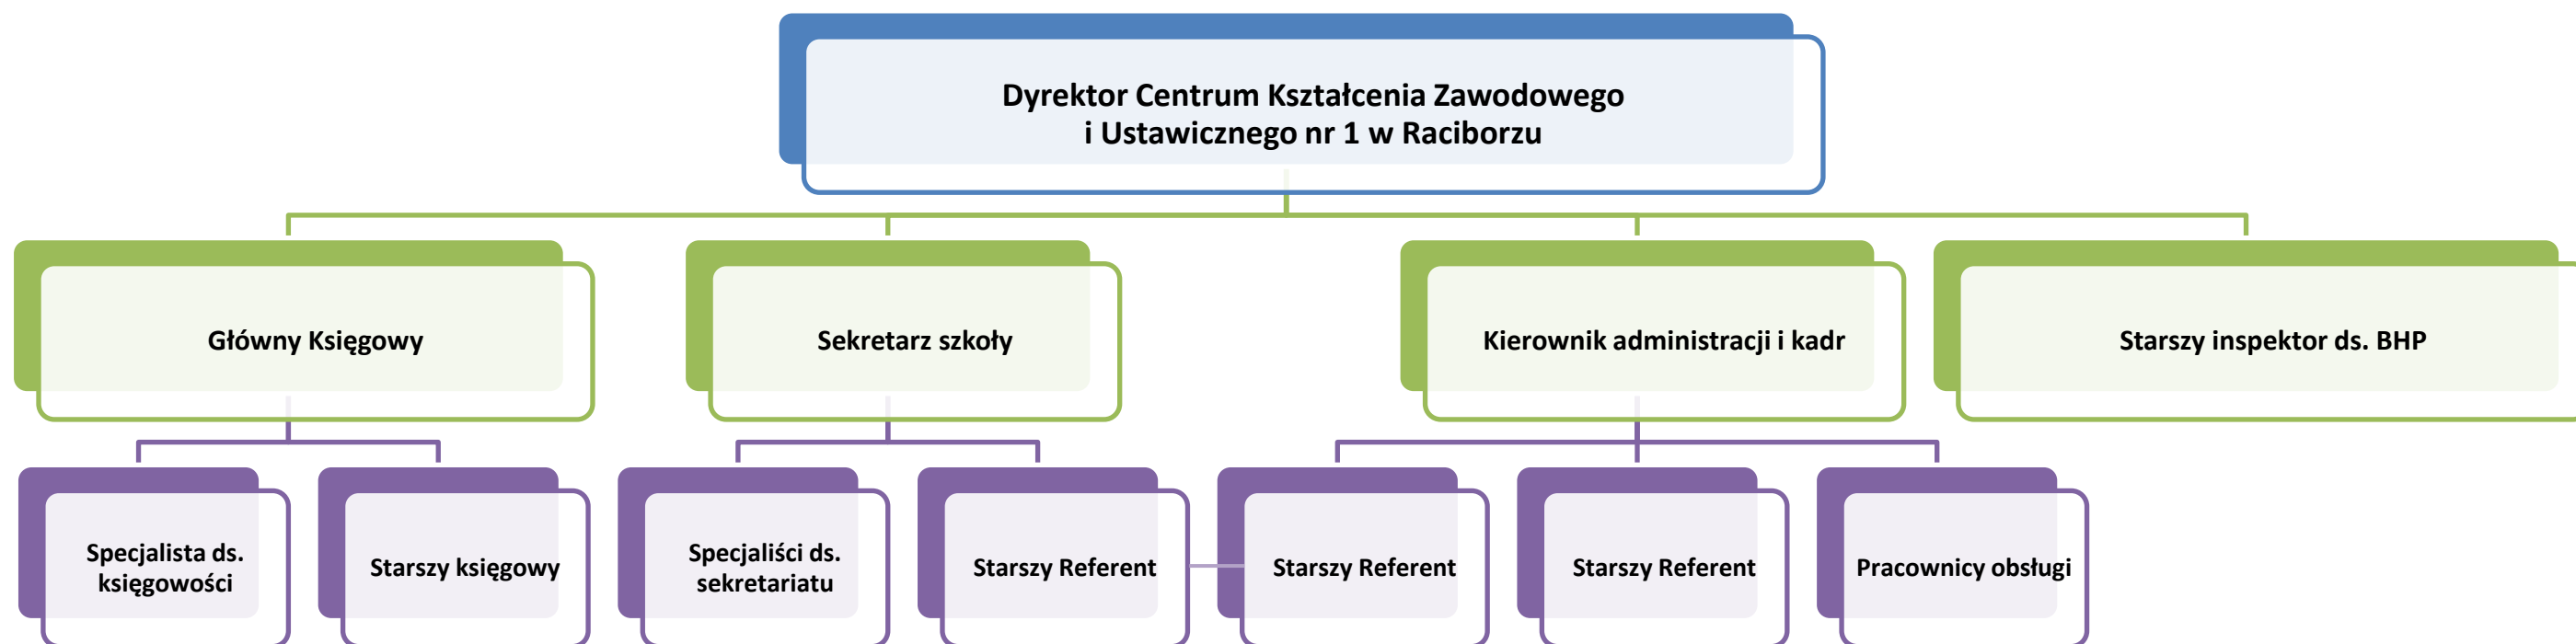 Dyrektor Centrum Kształcenia Zawodowego
i Ustawicznego nr 1 w Raciborzu
Główny Księgowy
Sekretarz szkoły
Kierownik administracji i kadr
Starszy inspektor ds. BHP
Specjalista ds.
księgowości
Starszy księgowy
Specjaliści ds.
sekretariatu
Starszy Referent
Starszy Referent
Starszy Referent
Pracownicy obsługi